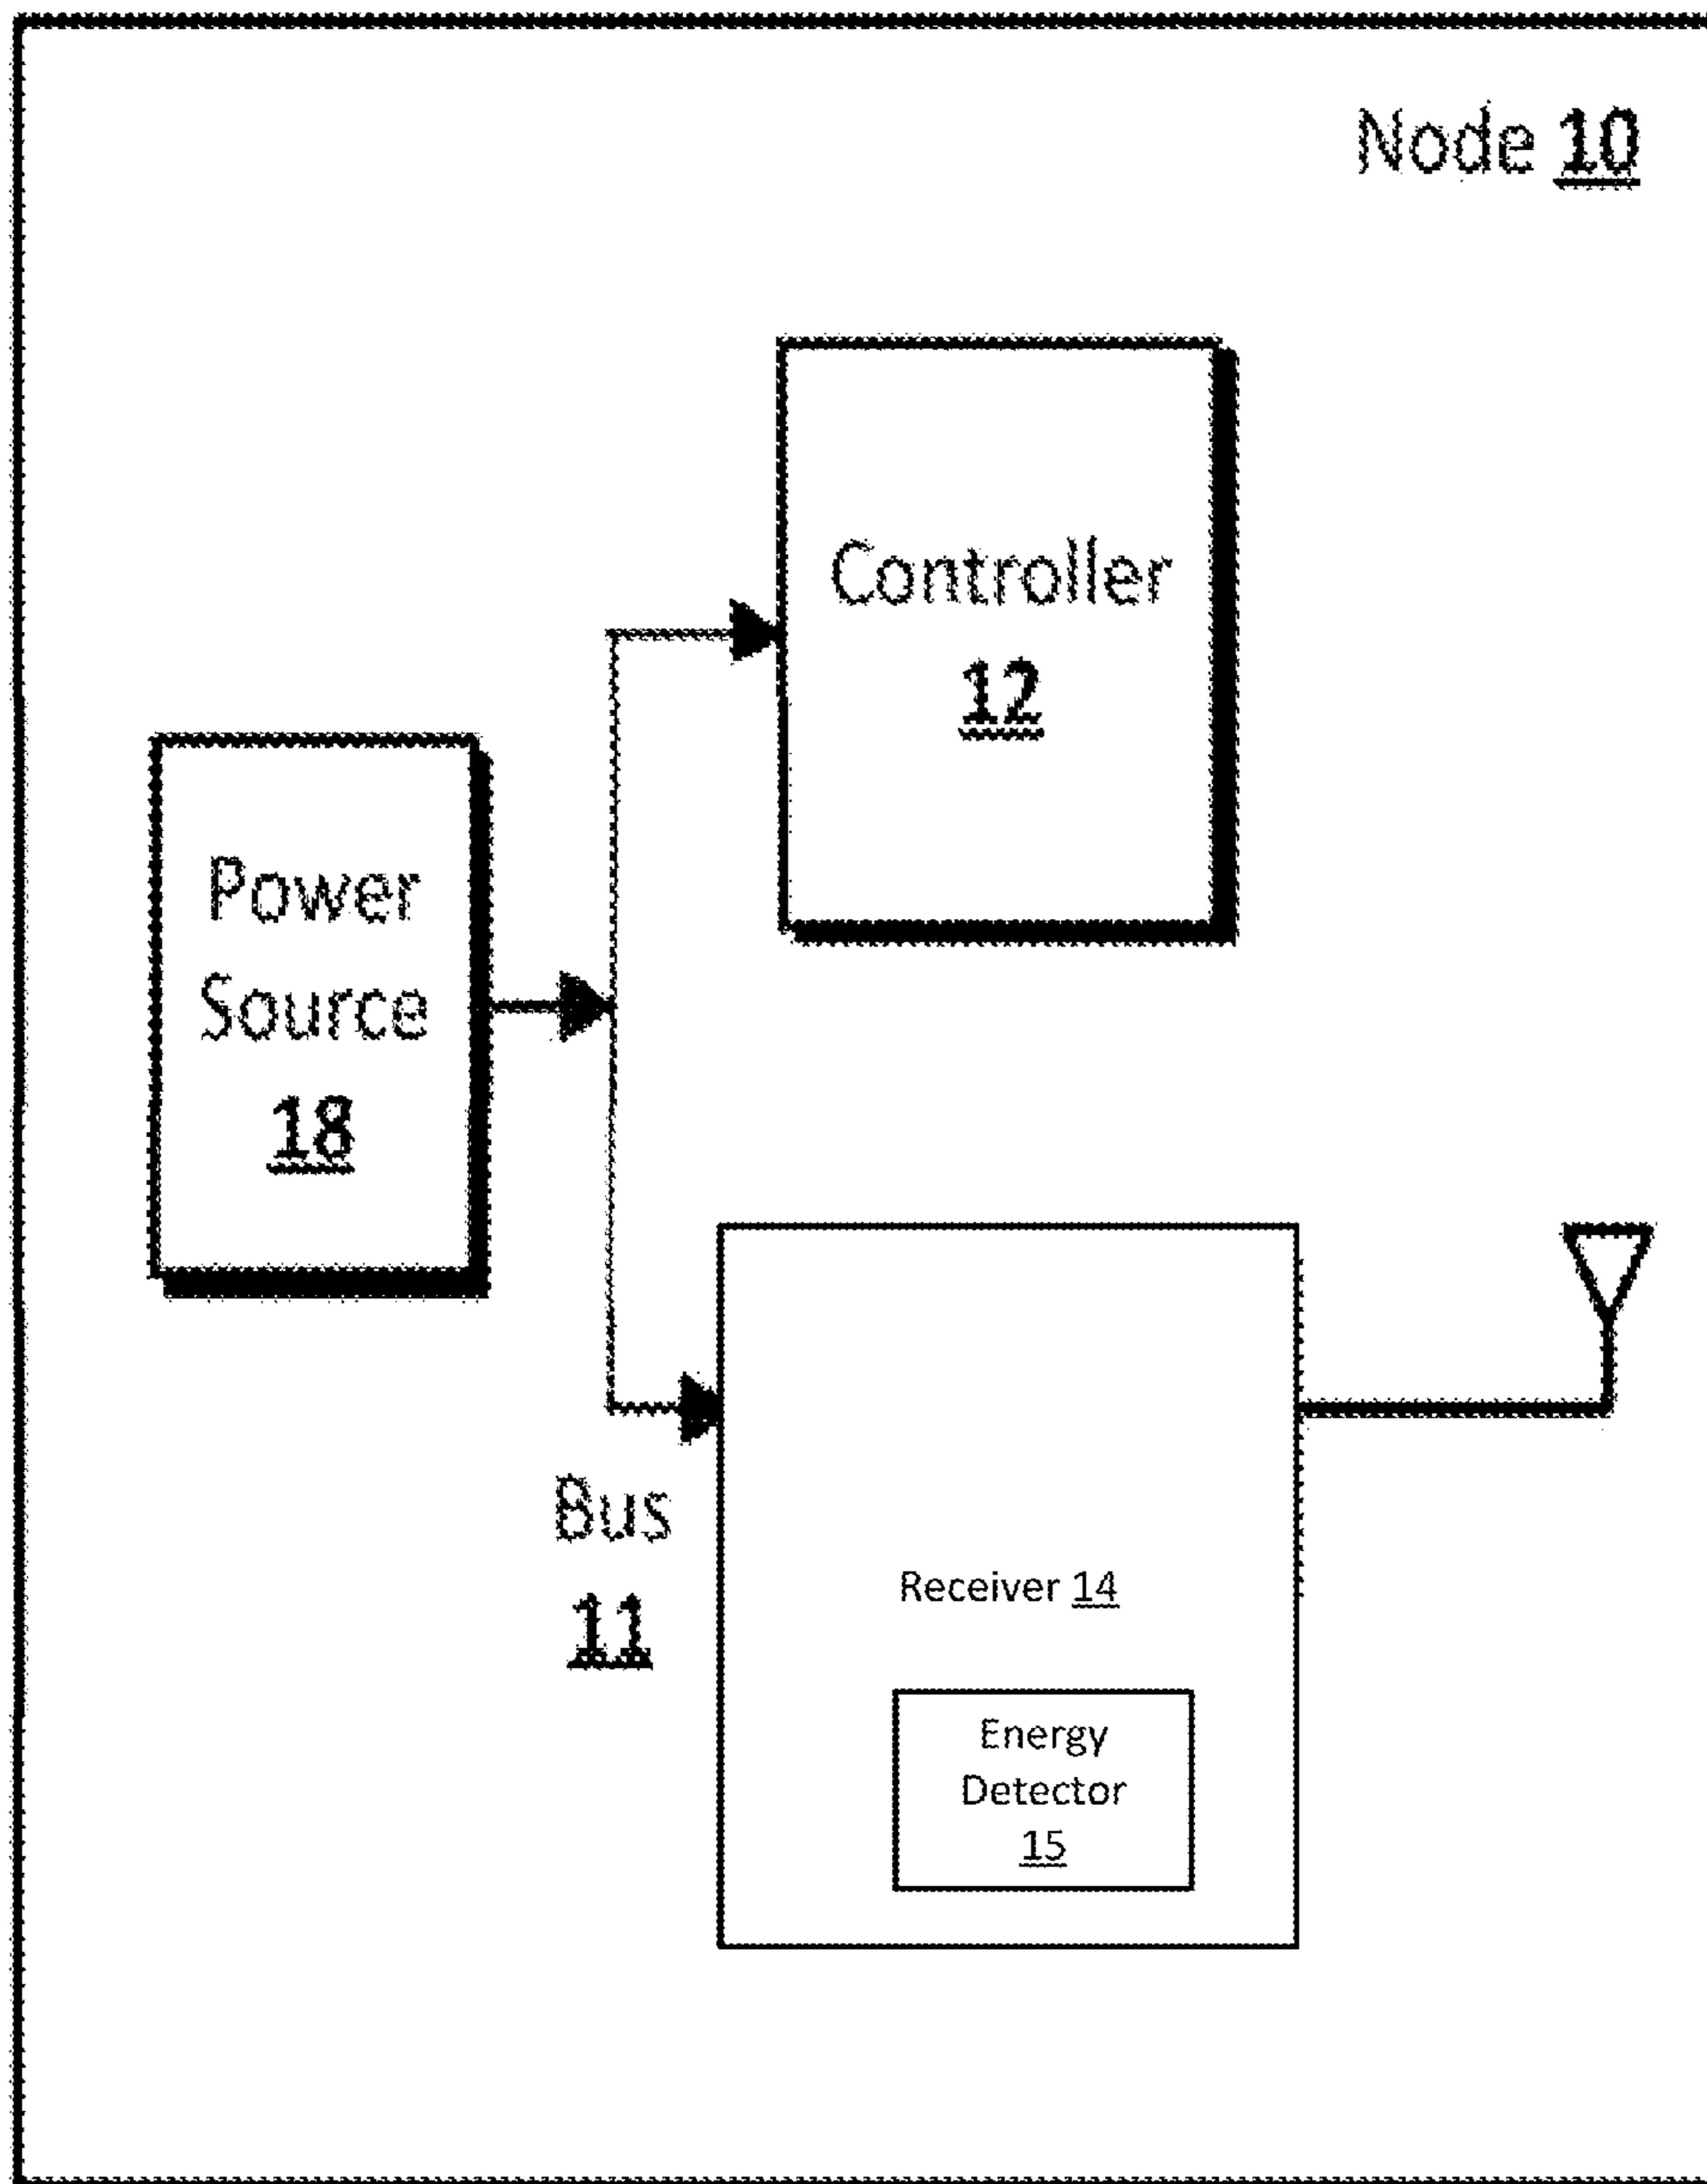 Node 10
Controller
12
Power
Source
18
Bus
11
Receiver 14
Energy
Detector
15